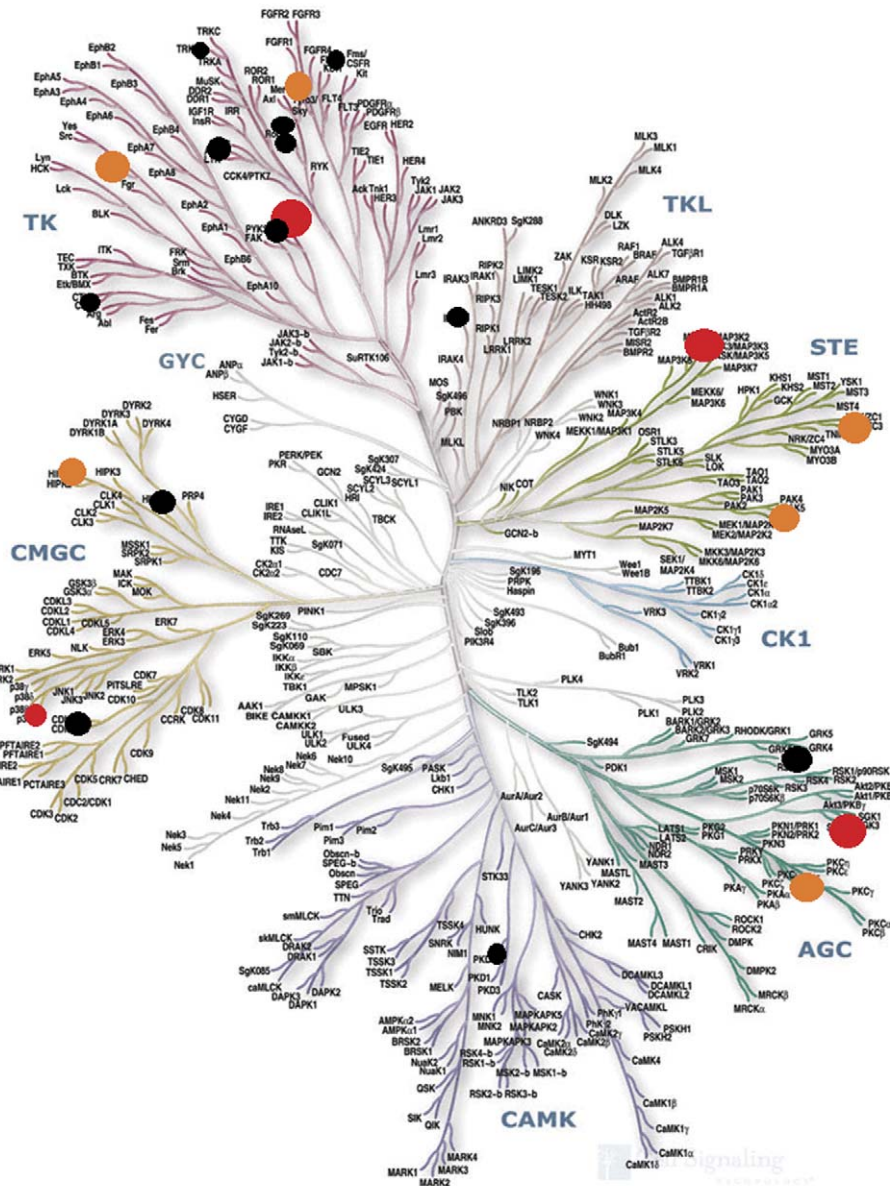 FGFR2 FGFR3
TRKC
FGFR1 FGFR4
TRKA
Fms/
CSFR
Kit
EphB2
EphB1
EphA5
EphA3
EphB3
EphA4
EphA6
MuSK
ROR2
ROR1
DDR2
DDR1
Mer
Axl
Sky
FLT4
FLT3
PDGFRα
PDGFRβ
IGF1R
IRR
InsR
EGFR HER2
Yes
Src
EphB4
EphA7
Lyn
HCK
Fgr
EphA8
CCK4/PTK7
RYK
TIE2
TIE1
HER4
Lck
Ack
Tnk1
HER3
Tyk2
JAK1
JAK2
JAK3
BLK
EphA2
EphA1
FAK
Lmr1
Lmr2
Lmr3
TK
TEC
TXK
ITK
BTK
Etk/BMX
FRK
Srm
Brk
EphB6
EphA10
Abl
Fes
Fer
JAK3~b
JAK2~b
Tyk2~b
JAK1~b
SuRTK106
MLK3
MLK1
MLK4
MLK2
TKL
ANKRD3 SgK288
DLK
LZK
ZAK
RIPK2
IRAK3
IRAK1
LIMK2
LIMK1
TESK1
TESK2
ILK
TAK1
HH498
KSR
KSR2
RAF1
BRAF
ARAF
ALK4
TGFβR1
ALK7
BMPR1B
BMPR1A
ALK1
ALK2
ActR2
ActR2B
TGFβR2
MISR2
BMPR2
RIPK3
RIPK1
LRRK2
LRRK1
IRAK4
MOS
SgK496
PBK
MLKL
NRBP1
NRBP2
WNK1
WNK3
WNK2
WNK4
STE
MAP3K7
MEKK6/
MAP3K6
MAP3K4
MEKK1/MAP3K1
OSR1
STLK3
STLK5
STLK6
HPK1
GCK
KHS1
KHS2
MST1
MST2
YSK1
MST3
MST4
NRK/ZC4
MYO3A
MYO3B
SLK
LOK
TAO1
TAO2
TAO3
PAK1
PAK3
PAK2
PAK4
NIK
COT
MAP2K5
MAP2K7
GCN2~b
MEK2/MAP2K2
MKK3/MAP2K3
MKK6/MAP2K6
SEK1/
MAP2K4
GYC
ANPα
ANPβ
HSER
CYGD
CYGF
PERK/PEK
PKR
GCN2
SgK307
SgK424
SCYL3
SCYL2
SCYL1
HRI
CLIK1
CLIK1L
IRE1
IRE2
RNAseL
TBCK
TTK
KIS
SgK071
CK2α1
CK2α2
CDC7
MYT1
Wee1
Wee1B
SgK196
PRPK
Haspin
SgK493
SgK396
Slob
PIK3R4
Bub1
BubR1
TTBK1
TTBK2
CK1δ
CK1ε
CK1α
CK1α2
VRK3
CK1γ2
CK1γ1
CK1γ3
VRK1
VRK2
CK1
CMGC
DYRK2
DYRK3
DYRK1A
DYRK1B
DYRK4
HIPK3
PRP4
CLK4
CLK1
CLK2
CLK3
MSSK1
SRPK2
SRPK1
MAK
ICK
MOK
GSK3β
GSK3α
CDKL3
CDKL2
CDKL1
CDKL4
CDKL5
ERK7
ERK4
ERK3
NLK
ERK5
JNK1
JNK2
JNK3
PITSLRE
CDK7
CDK10
CDK8
CDK11
CCRK
CDK9
PFTAIRE2
PFTAIRE1
PCTAIRE3
CDK5
CRK7
CHED
CDC2/CDK1
CDK3
CDK2
PINK1
SgK269
SgK223
SgK110
SgK069
SBK
IKKα
IKKβ
IKKε
TBK1
MPSK1
GAK
AAK1
BIKE
CAMKK1
CAMKK2
ULK3
ULK1
ULK2
Fused
ULK4
Nek6
Nek7
Nek10
Nek8
Nek9
Nek2
Nek11
Nek4
Nek3
Nek5
Nek1
PLK4
TLK2
TLK1
PLK1
PLK3
PLK2
SgK495
PASK
Lkb1
CHK1
AurA/Aur2
AurB/Aur1
AurC/Aur3
Trb3
Trb2
Trb1
Pim1
Pim2
Pim3
Obscn~b
SPEG~b
Obscn
SPEG
TTN
STK33
YANK1
YANK2
YANK3
SgK494
PDK1
BARK1/GRK2
BARK2/GRK3
RHODK/GRK1
GRK5
GRK4
GRK7
MSK1
MSK2
p70S6K
p70S6Kβ
RSK3
RSK4
RSK2
RSK1/p90RSK
Akt3/PKBγ
SGK1
LATS1
LATS2
NDR1
NDR2
MAST3
MASTL
MAST2
MAST4
MAST1
PKG2
PKG1
PKN1/PRK1
PKN2/PRK2
PKN3
PRKY
PRKX
PKAγ
PKAα
PKAβ
PKCη
PKCε
PKCγ
PKCβ
ROCK1
ROCK2
DMPK
CRIK
DMPK2
MRCKβ
MRCKα
AGC
smMLCK
skMLCK
Trio
Trad
DRAK2
DRAK1
SgK085
caMLCK
DAPK3
DAPK2
DAPK1
TSSK4
SSTK
TSSK3
TSSK1
TSSK2
HUNK
SNRK
NIM1
MELK
CHK2
PKD1
PKD3
DCAMKL3
DCAMKL1
DCAMKL2
CASK
VACAMKL
PhKγ1
PhKγ2
PSKH1
PSKH2
MNK1
MNK2
MAPKAPK5
MAPKAPK2
MAPKAPK3
CaMK2α
CaMK2δ
CaMK2β
CaMK2γ
AMPKα2
AMPKα1
BRSK2
BRSK1
NuaK2
NuaK1
QSK
SIK
QIK
RSK4~b
RSK1~b
MSK2~b
MSK1~b
RSK2~b RSK3~b
CaMK4
CaMK1β
CaMK1γ
CaMK1α
CaMK1δ
MARK4
MARK3
MARK1
MARK2
CAMK
Signaling